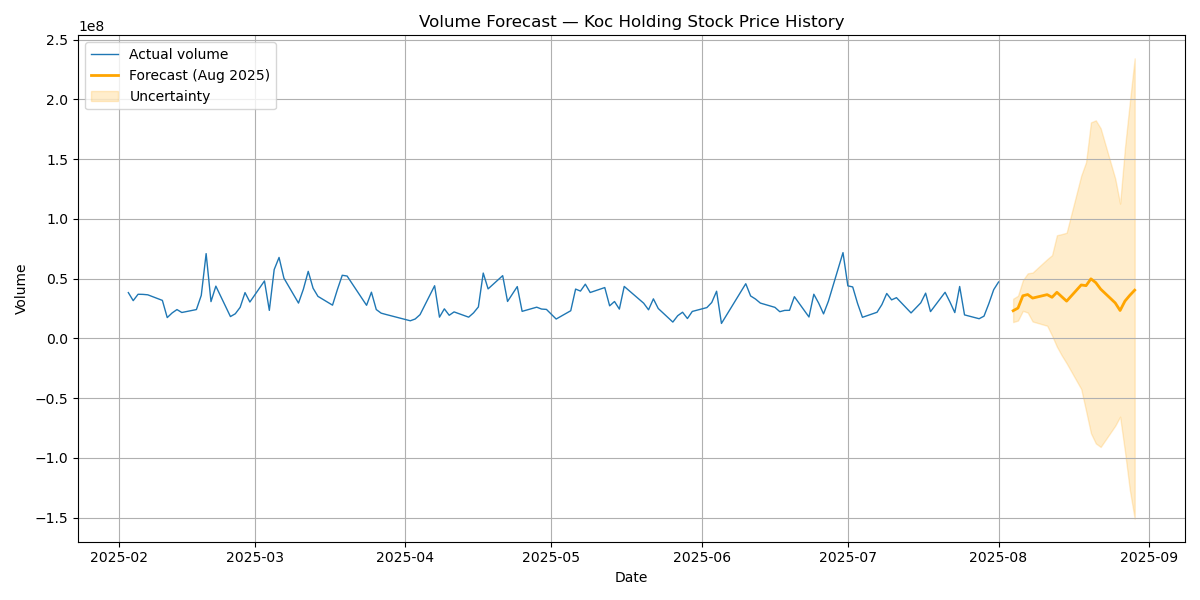 Volume Forecast — Koc Holding Stock Price History
1e8
2.5
2.0
1.5
1.0
0.5
0.0
−0.5
−1.0
−1.5
Volume
Actual volume
Forecast (Aug 2025)
Uncertainty
2025-02 2025-03 2025-04 2025-05 2025-06 2025-07 2025-08 2025-09
Date